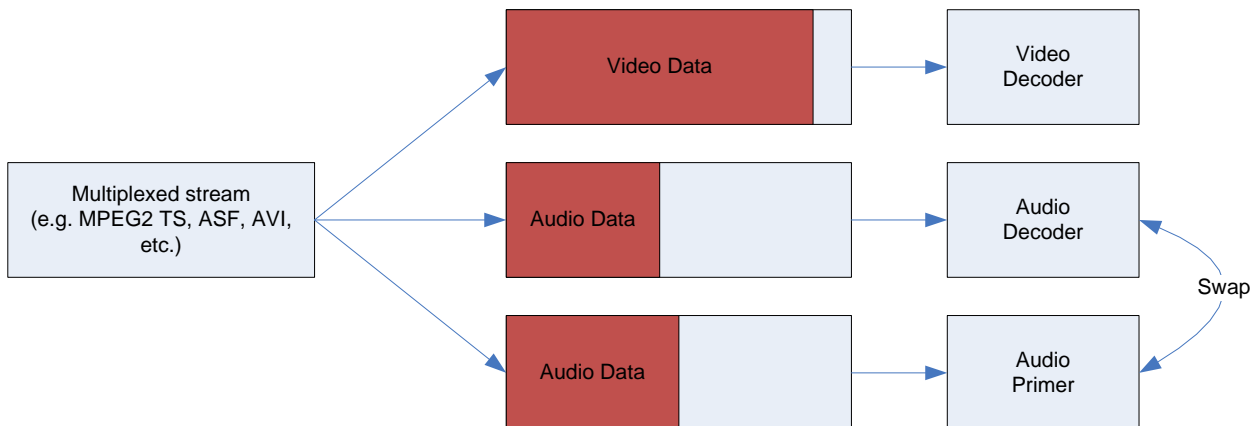 Video Data
Video
Decoder
Multiplexed stream
(e.g. MPEG2 TS, ASF, AVI,
etc.)
Audio Data
Audio
Decoder
Swap
Audio Data
Audio
Primer